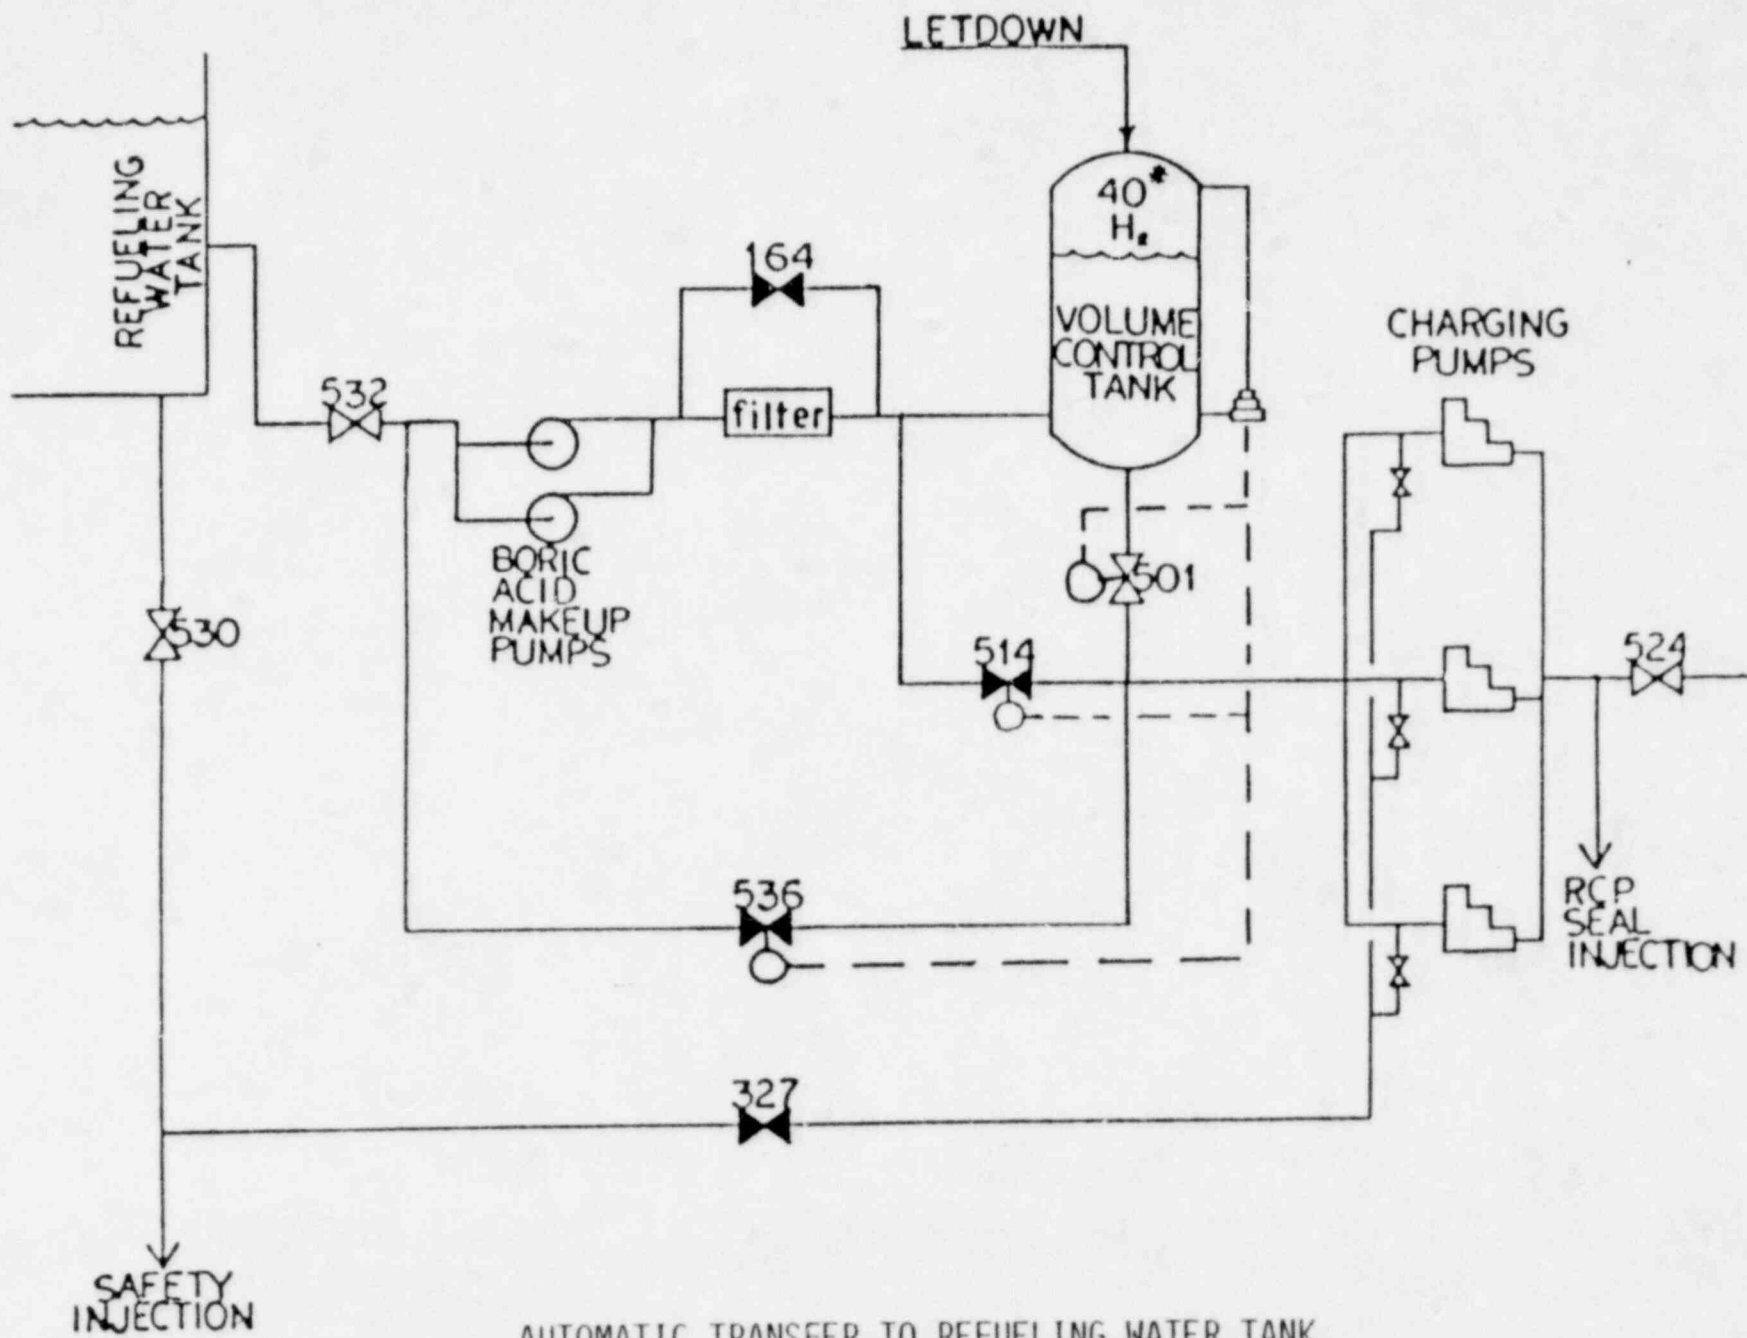 LETDOWN
REFUELING
WATER
TANK
40#
H₂
164
VOLUME
CONTROL
TANK
CHARGING
PUMPS
532
filter
BORIC
ACID
MAKEUP
PUMPS
501
530
514
524
536
RCP
SEAL
INJECTION
327
SAFETY
INJECTION
AUTOMATIC TRANSFER TO REFUELING WATER TANK